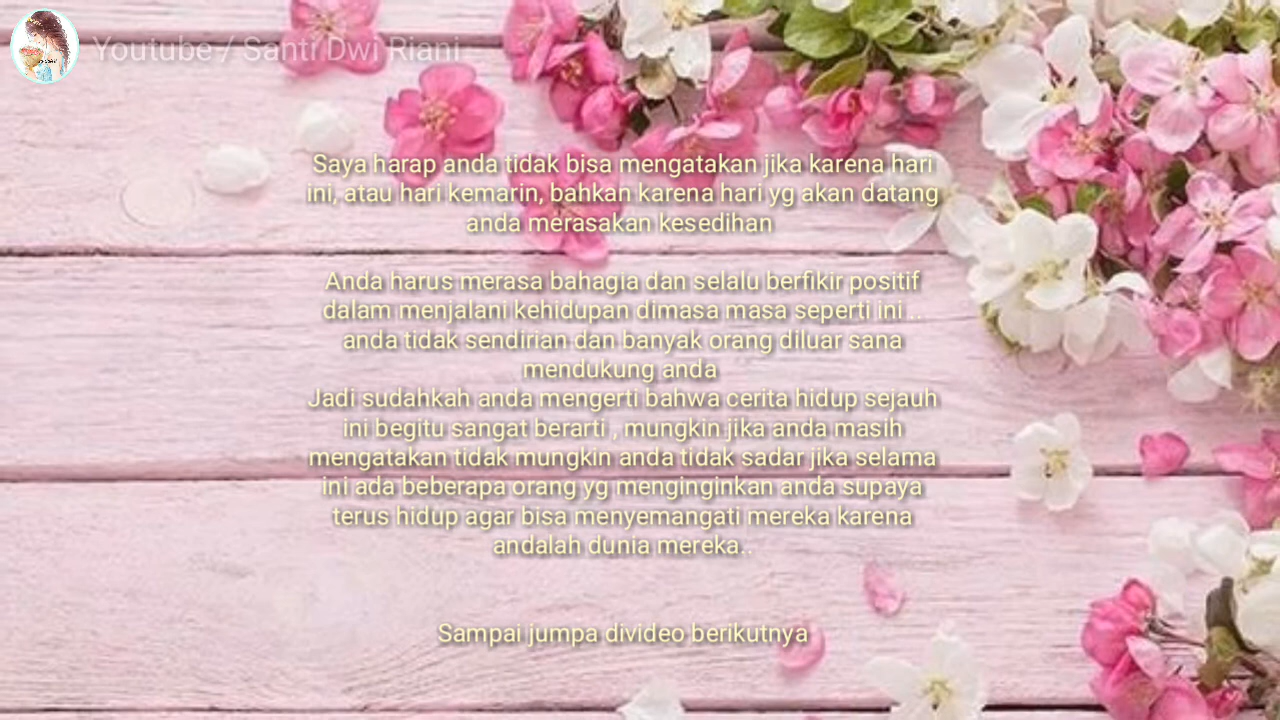 Youtube / Santi Dwi Riani
Saya harap anda tidak bisa mengatakan jika karena hari
ini, atau hari kemarin, bahkan karena hari yg akan datang
anda merasakan kesedihan
Anda harus merasa bahagia dan selalu berfikir positif
dalam menjalani kehidupan dimasa masa seperti ini ..
anda tidak sendirian dan banyak orang diluar sana
mendukung anda
Jadi sudahkah anda mengerti bahwa cerita hidup sejauh
ini begitu sangat berarti , mungkin jika anda masih
mengatakan tidak mungkin anda tidak sadar jika selama
ini ada beberapa orang yg menginginkan anda supaya
terus hidup agar bisa menyemangati mereka karena
andalah dunia mereka..
Sampai jumpa divideo berikutnya